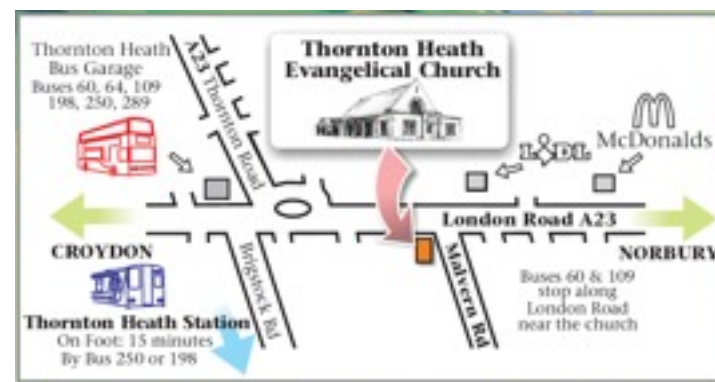 Thornton Heath
Bus Garage
Buses 60, 64, 109
198, 250, 289
A23
Thornton Road
Thornton Heath
Evangelical Church
LIDL
McDonalds
London Road A23
CROYDON
NORBURY
Brigstock Rd
Malvern Rd
Thornton Heath Station
On Foot: 15 minutes
By Bus 250 or 198
Buses 60 & 109
stop along
London Road
near the church